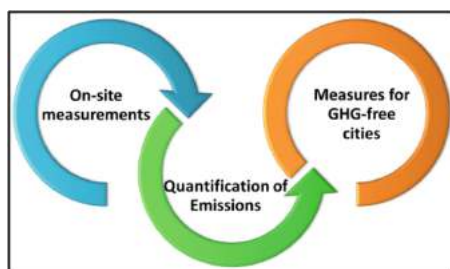 On-site
measurements
Quantification of
Emissions
Measures for
GHG-free
cities